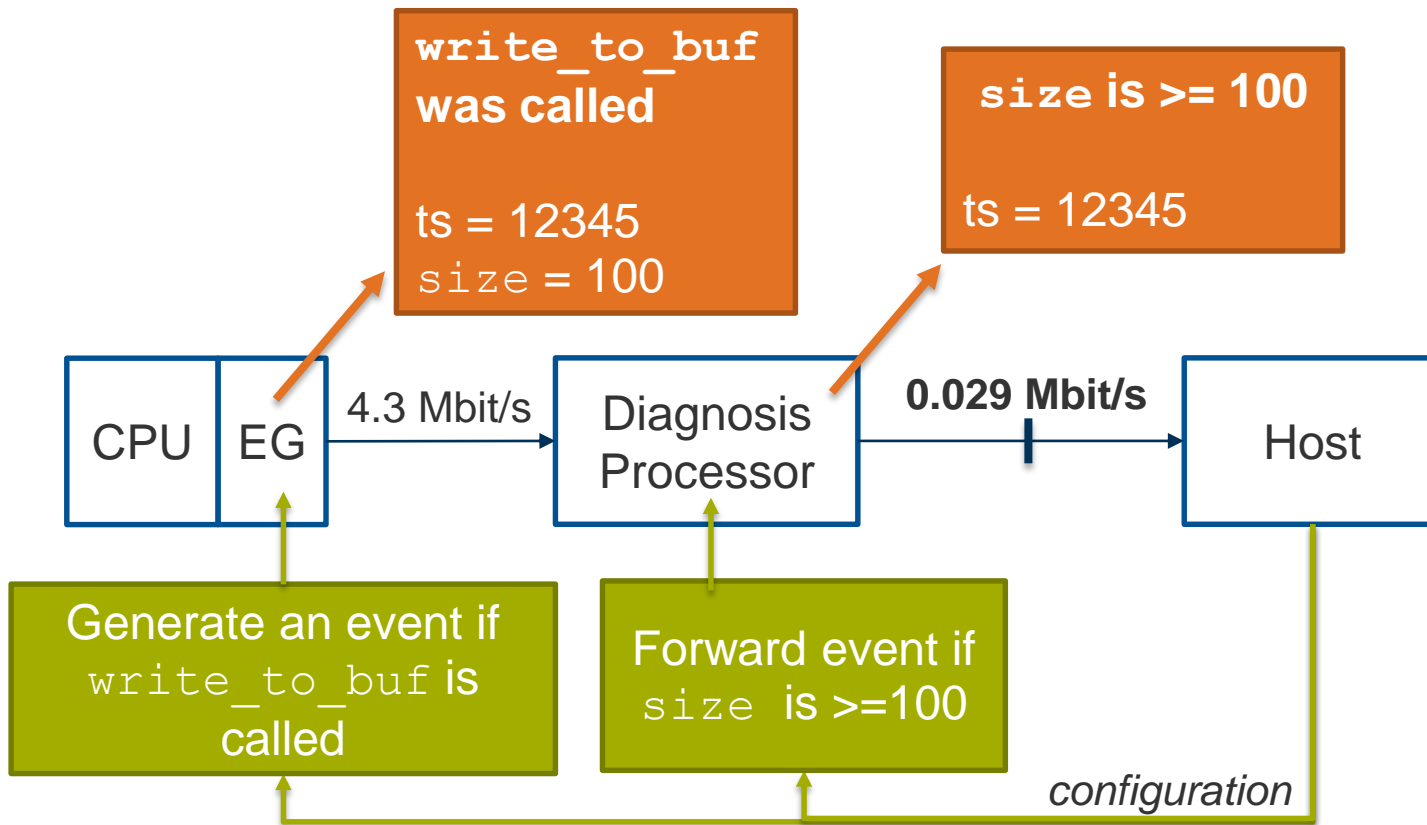 write_to_buf
was called
ts = 12345
size = 100
size is >= 100
ts = 12345
CPU
EG
4.3 Mbit/s
Diagnosis
Processor
0.029 Mbit/s
Host
Generate an event if
write_to_buf is
called
Forward event if
size is >=100
configuration